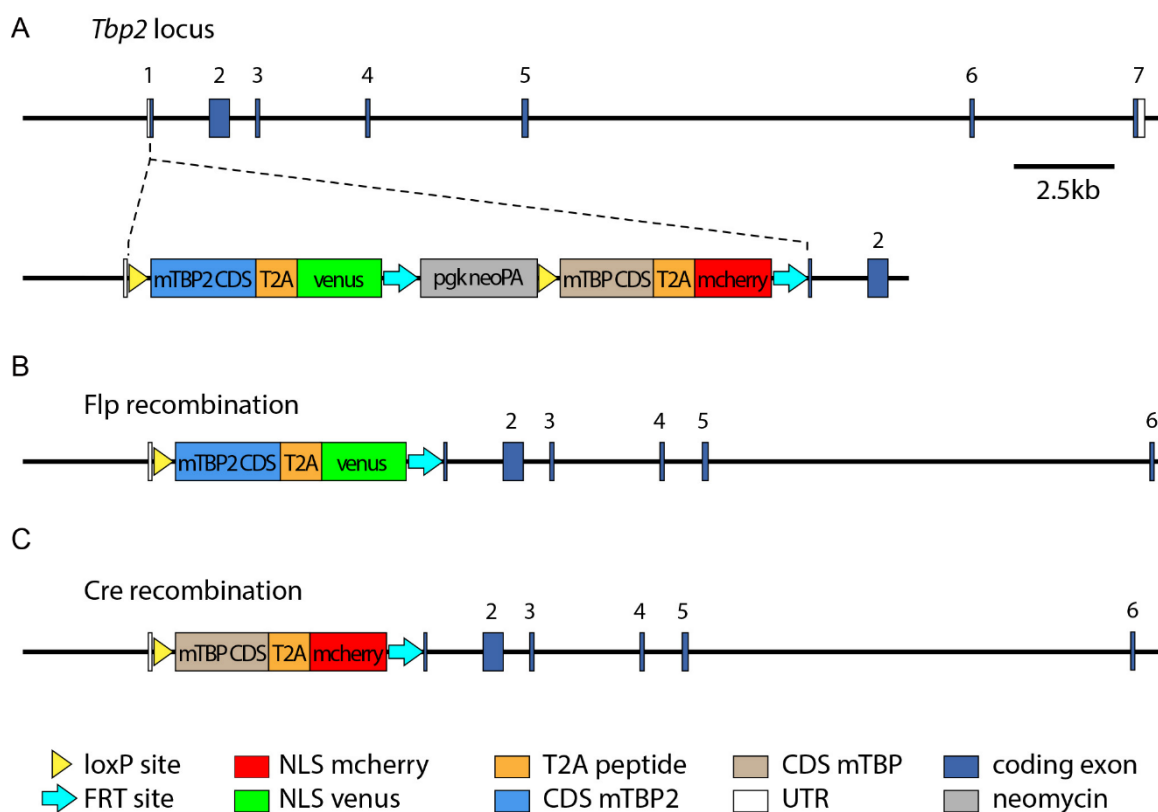 A
Tbp2 locus
1 2 3 4 5 6 7
2.5kb
2
mTBP2 CDS T2A venus pgk neoPA mTBP CDS T2A mcherry
B
Flp recombination
2 3 4 5 6
mTBP2 CDS T2A venus
C
Cre recombination
2 3 4 5 6
mTBP CDS T2A mcherry
loxP site NLS mcherry T2A peptide CDS mTBP coding exon
FRT site NLS venus CDS mTBP2 UTR neomycin